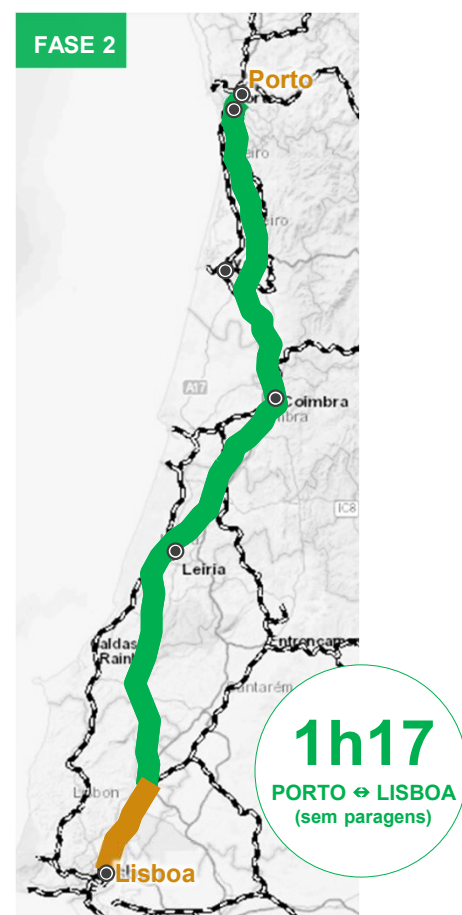 FASE 2
Porto
A17
Coimbra
IC8
Leiria
1h17
PORTO ⇔ LISBOA
(sem paragens)
Lisboa